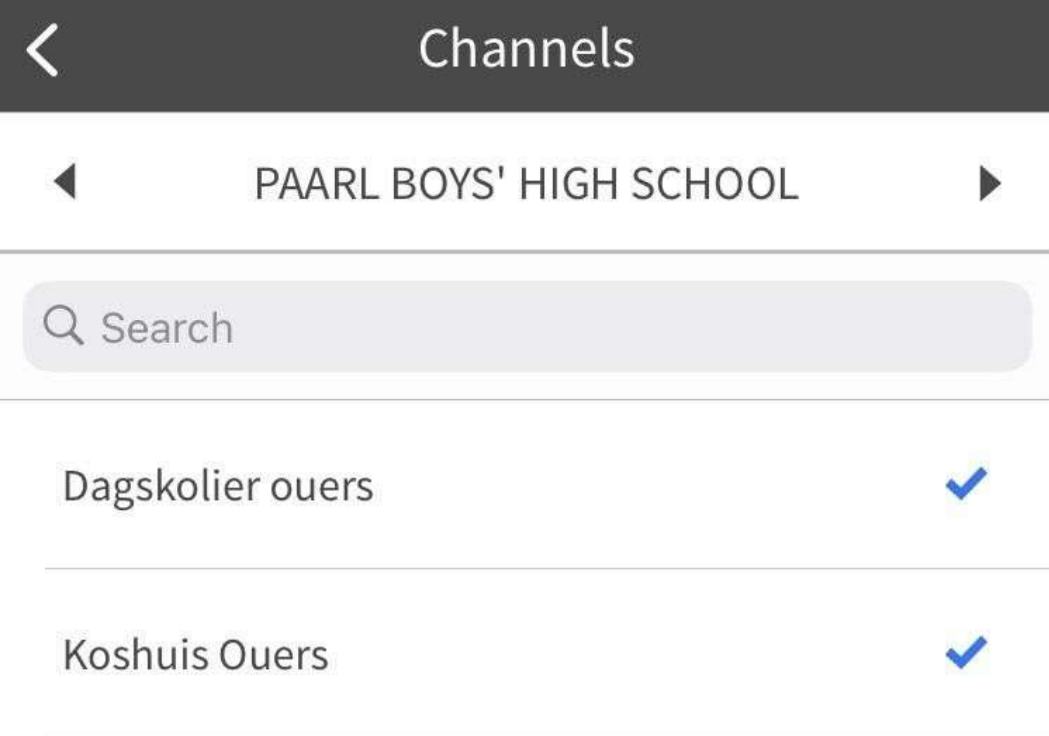 Channels
PAARL BOYS' HIGH SCHOOL
Search
Dagskolier ouers
Koshuis Ouers